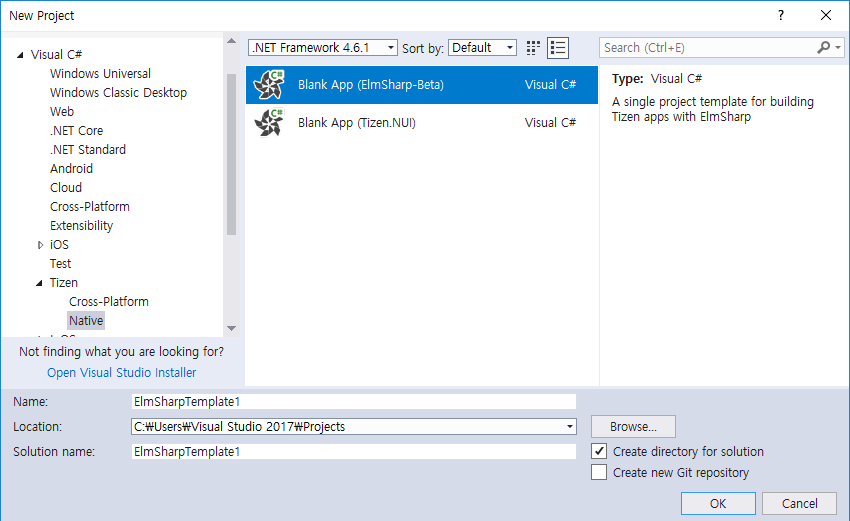 New Project
?
Visual C#
Windows Universal
Windows Classic Desktop
Web
.NET Core
.NET Standard
Android
Cloud
Cross-Platform
Extensibility
iOS
Test
Tizen
Cross-Platform
Native
Not finding what you are looking for?
Open Visual Studio Installer
.NET Framework 4.6.1
Sort by:
Default
Search (Ctrl+E)
C#
Blank App (ElmSharp-Beta)
Visual C#
C#
Blank App (Tizen.NUI)
Visual C#
Type: Visual C#
A single project template for building
Tizen apps with ElmSharp
Name:
ElmSharpTemplate1
Location:
C:₩Users₩Visual Studio 2017₩Projects
Browse...
Solution name:
ElmSharpTemplate1
Create directory for solution
Create new Git repository
OK
Cancel